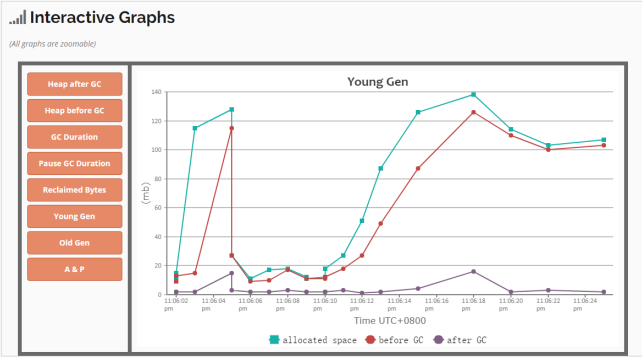 Interactive Graphs
(All graphs are zoomable)
Heap after GC
Heap before GC
GC Duration
Pause GC Duration
Reclaimed Bytes
Young Gen
Old Gen
A & P
Young Gen
140
120
100
80
60
40
20
0
(mb)
11:06:02 pm
11:06:04 pm
11:06:06 pm
11:06:08 pm
11:06:10 pm
11:06:12 pm
11:06:14 pm
11:06:16 pm
11:06:18 pm
11:06:20 pm
11:06:22 pm
11:06:24 pm
Time UTC+0800
allocated space before GC after GC